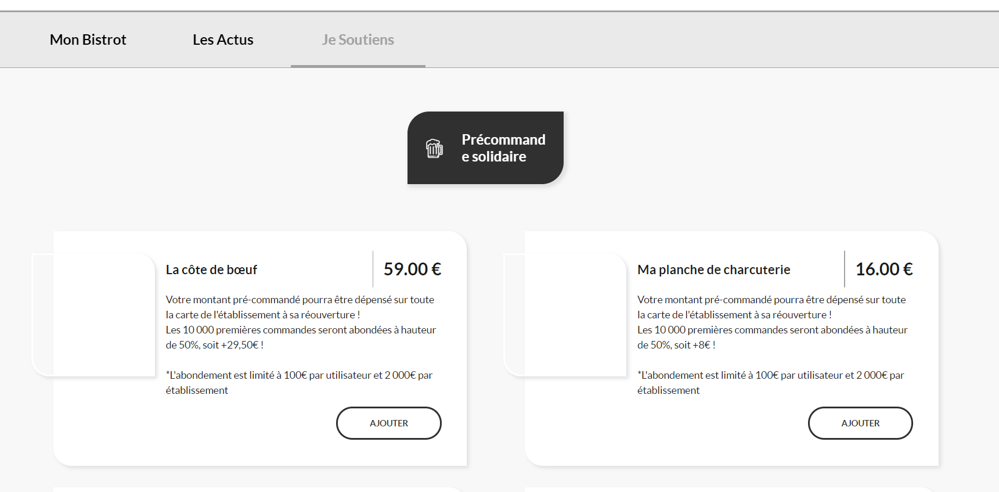 Mon Bistrot
Les Actus
Je Soutiens
Précommand
e solidaire
La côte de bœuf
59.00 €
Votre montant pré-commandé pourra être dépensé sur toute
la carte de l'établissement à sa réouverture !
Les 10 000 premières commandes seront abondées à hauteur
de 50%, soit +29,50€ !
*L'abondement est limité à 100€ par utilisateur et 2 000€ par
établissement
AJOUTER
Ma planche de charcuterie
16.00 €
Votre montant pré-commandé pourra être dépensé sur toute
la carte de l'établissement à sa réouverture !
Les 10 000 premières commandes seront abondées à hauteur
de 50%, soit +8€ !
*L'abondement est limité à 100€ par utilisateur et 2 000€ par
établissement
AJOUTER